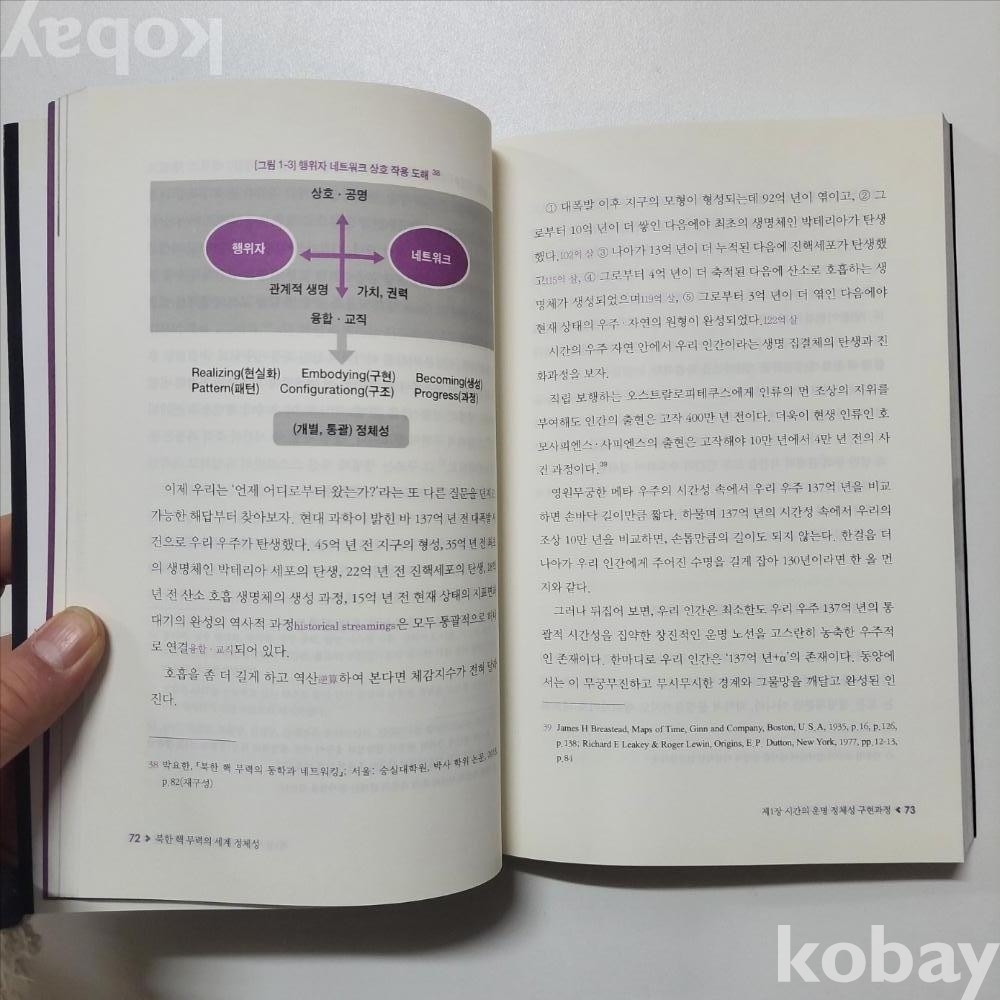 kobay
[그림 1-3] 행위자 네트워크 상호 작용 도해 38
상호 · 공명
행위자
네트워크
관계적 생명
가치, 권력
융합 · 교직
Realizing(현실화) Embodying(구현) Becoming(생성)
Pattern(패턴) Configurationg(구조) Progress(과정)
(개별, 통괄) 정체성
이제 우리는 ‘언제 어디로부터 왔는가?’라는 또 다른 질문을 던지고
가능한 해답부터 찾아보자. 현대 과학이 밝힌 바 137억 년 전 대폭발 사
건으로 우리 우주가 탄생했다. 45억 년 전 지구의 형성, 35억 년 전 최초
의 생명체인 박테리아 세포의 탄생, 22억 년 전 진핵세포의 탄생, 18억
년 전 산소 호흡 생명체의 생성 과정, 15억 년 전 현재 상태의 지표면과
대기의 완성의 역사적 과정historical streamings은 모두 통괄적으로 하나
로 연결융합 · 교직되어 있다.
호흡을 좀 더 길게 하고 역산逆算하여 본다면 체감지수가 전혀 달라
진다.
38 박요한, 「북한 핵 무력의 동학과 네트워킹」; 서울: 숭실대학원, 박사 학위 논문, 2015.
p.82(재구성)
72 북한 핵 무력의 세계 정체성
① 대폭발 이후 지구의 모형이 형성되는데 92억 년이 엮이고, ② 그
로부터 10억 년이 더 쌓인 다음에야 최초의 생명체인 박테리아가 탄생
했다.102억 살 ③ 나아가 13억 년이 더 누적된 다음에 진핵세포가 탄생했
고115억 살, ④ 그로부터 4억 년이 더 축적된 다음에 산소로 호흡하는 생
명체가 생성되었으며119억 살, ⑤ 그로부터 3억 년이 더 엮인 다음에야
현재 상태의 우주·자연의 원형이 완성되었다.122억 살
시간의 우주 자연 안에서 우리 인간이라는 생명 집결체의 탄생과 진
화과정을 보자.
직립 보행하는 오스트랄로피테쿠스에게 인류의 먼 조상의 지위를
부여해도 인간의 출현은 고작 400만 년 전이다. 더욱이 현생 인류인 호
모사피엔스·사피엔스의 출현은 고작해야 10만 년에서 4만 년 전의 사
건 과정이다.39
영원무궁한 메타 우주의 시간성 속에서 우리 우주 137억 년을 비교
하면 손바닥 길이만큼 짧다. 하물며 137억 년의 시간성 속에서 우리의
조상 10만 년을 비교하면, 손톱만큼의 길이도 되지 않는다. 한걸음 더
나아가 우리 인간에게 주어진 수명을 길게 잡아 130년이라면 한 올 먼
지와 같다.
그러나 뒤집어 보면, 우리 인간은 최소한도 우리 우주 137억 년의 통
괄적 시간성을 집약한 창진적인 운명 노선을 고스란히 농축한 우주적
인 존재이다. 한마디로 우리 인간은 ‘137억 년+α’의 존재이다. 동양에
서는 이 무궁무진하고 무시무시한 경계와 그물망을 깨달고 완성된 인
39 James H Breastead, Maps of Time, Ginn and Company, Boston, U.S.A, 1935, p.16, p.126,
p.138; Richard E Leakey & Roger Lewin, Origins, E.P. Dutton, New York, 1977, pp.12-13,
p.84
제1장 시간의 운명 정체성 구현과정 73
kobay